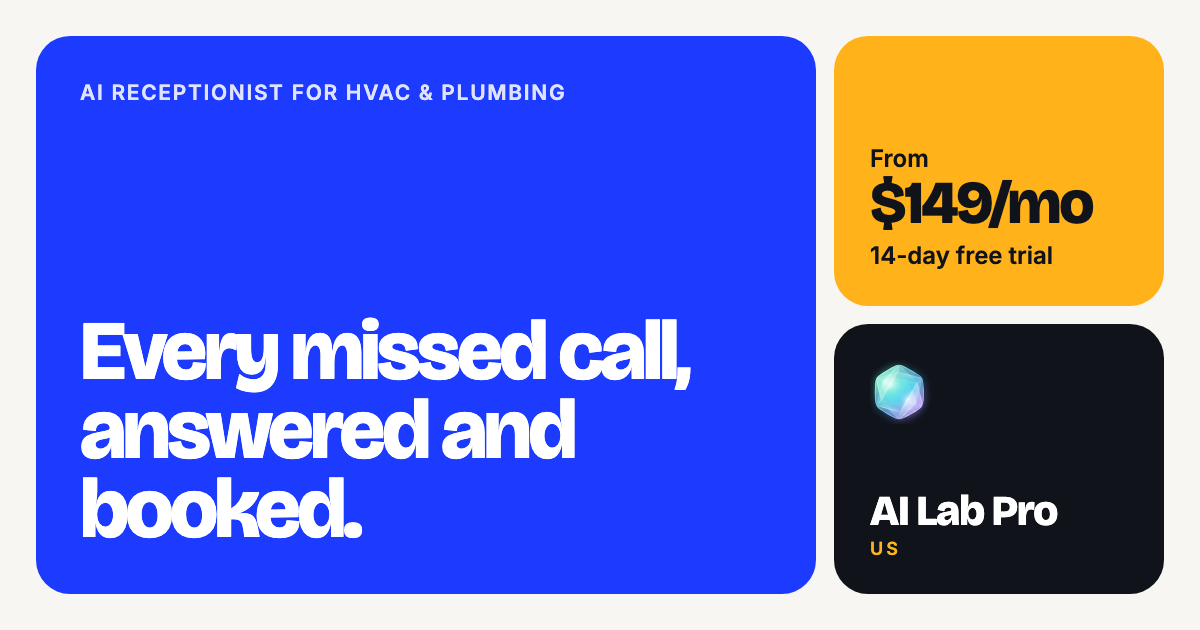 AI RECEPTIONIST FOR HVAC & PLUMBING
Every missed call,
answered and
booked.
From
$149/mo
14-day free trial
AI Lab Pro
US